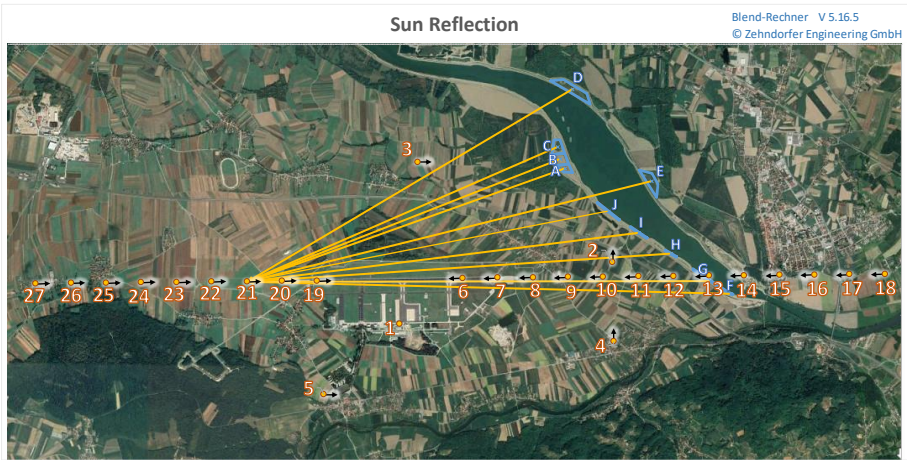 Sun Reflection
Blend-Rechner V 5.16.5
© Zehndorfer Engineering GmbH
D
C
B
A
3
E
J
I
2
H
G
F
27 26 25 24 23 22 21 20 19 6 7 8 9 10 11 12 13 14 15 16 17 18
1
4
5